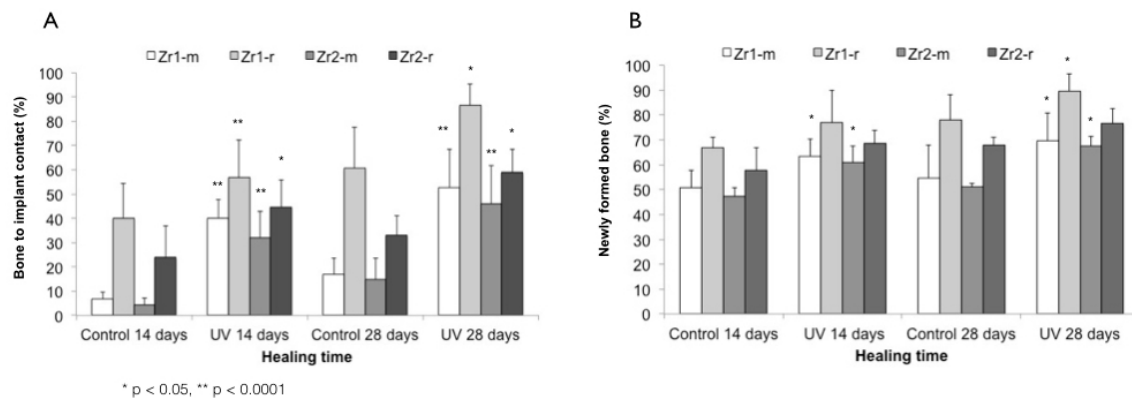 A
Zr1-m Zr1-r Zr2-m Zr2-r
Bone to implant contact (%)
100
90
80
70
60
50
40
30
20
10
0
** ** ** * ** * ** *
Control 14 days UV 14 days Control 28 days UV 28 days
Healing time
* p < 0.05, ** p < 0.0001
B
Zr1-m Zr1-r Zr2-m Zr2-r
Newly formed bone (%)
100
90
80
70
60
50
40
30
20
10
0
* * * * *
Control 14 days UV 14 days Control 28 days UV 28 days
Healing time